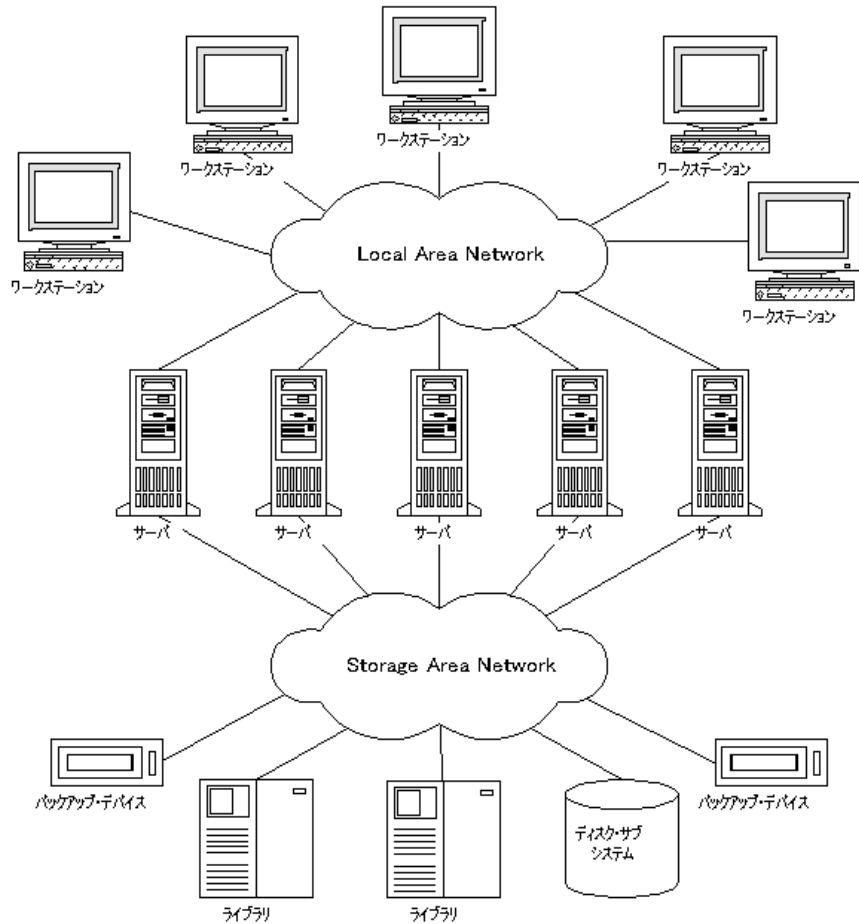 ワークステーション
ワークステーション
ワークステーション
ワークステーション
ワークステーション
Local Area Network
サーバ
サーバ
サーバ
サーバ
サーバ
Storage Area Network
バックアップ・デバイス
バックアップ・デバイス
ディスク・サブ
システム
ライブラリ
ライブラリ